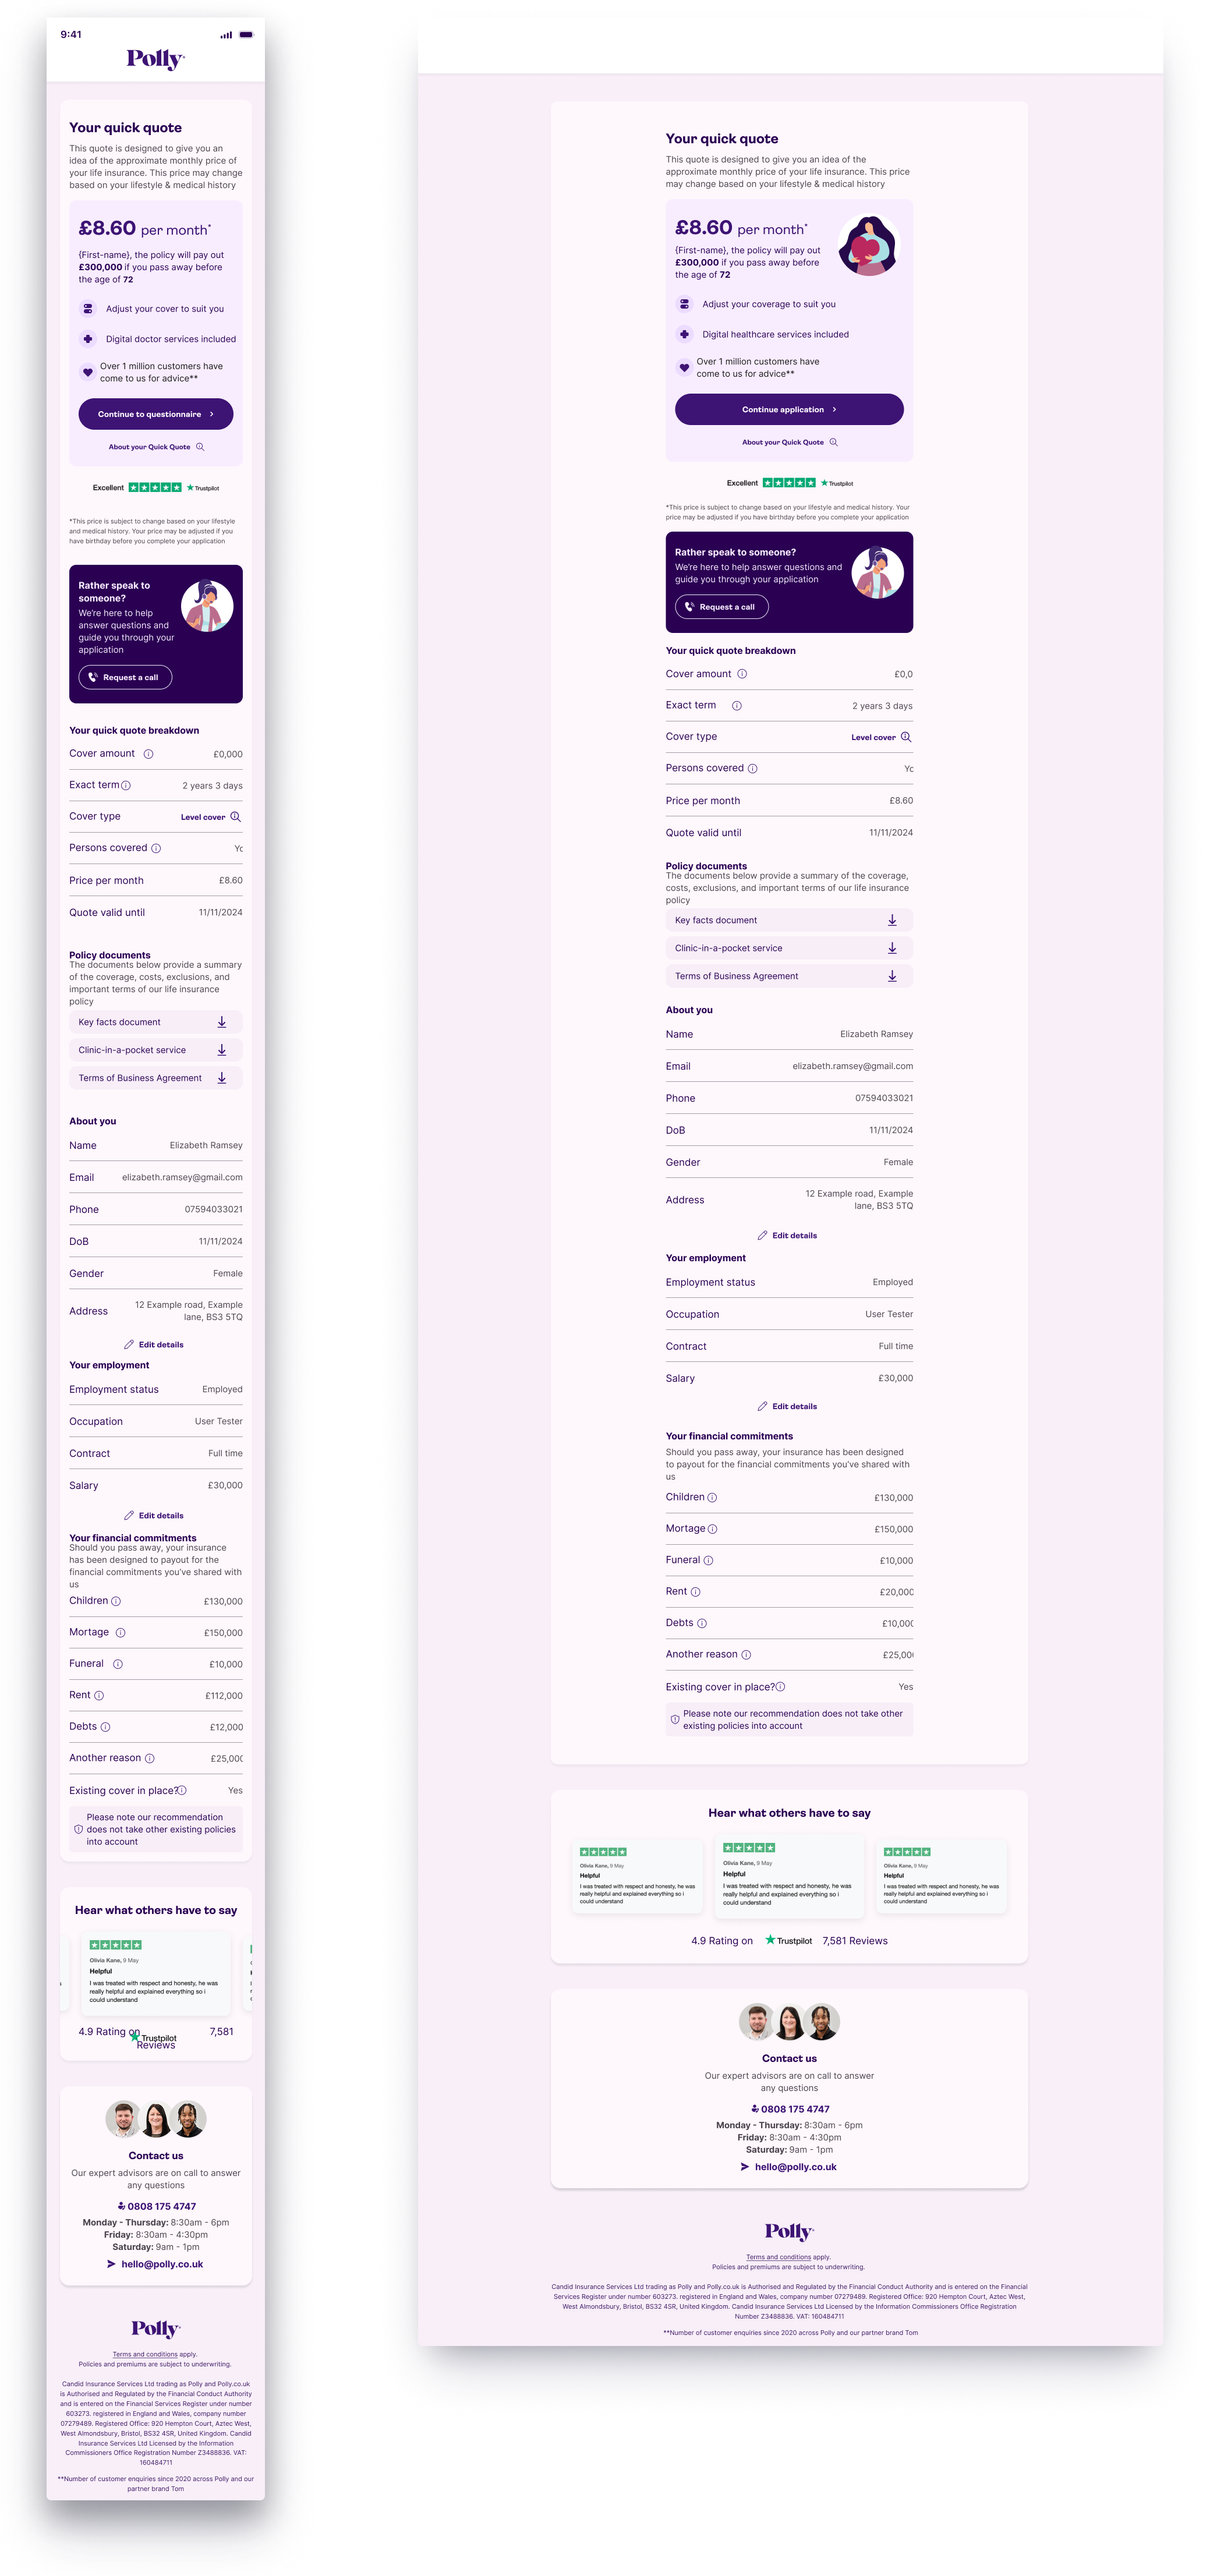 9:41
Polly
Your quick quote
This quote is designed to give you an
idea of the approximate monthly price of
your life insurance. This price may change
based on your lifestyle & medical history
£8.60 per month*
{First-name}, the policy will pay out
£300,000 if you pass away before
the age of 72
Adjust your cover to suit you
Digital doctor services included
Over 1 million customers have
come to us for advice**
Continue to questionnaire
About your Quick Quote
Excellent Trustpilot
*This price is subject to change based on your lifestyle
and medical history. Your price may be adjusted if you
have birthday before you complete your application
Rather speak to
someone?
We're here to help
answer questions and
guide you through your
application
Request a call
Your quick quote breakdown
Cover amount £0,000
Exact term 2 years 3 days
Cover type Level cover
Persons covered Yo
Price per month £8.60
Quote valid until 11/11/2024
Policy documents
The documents below provide a summary
of the coverage, costs, exclusions, and
important terms of our life insurance
policy
Key facts document
Clinic-in-a-pocket service
Terms of Business Agreement
About you
Name Elizabeth Ramsey
Email elizabeth.ramsey@gmail.com
Phone 07594033021
DoB 11/11/2024
Gender Female
Address 12 Example road, Example
lane, BS3 5TQ
Edit details
Your employment
Employment status Employed
Occupation User Tester
Contract Full time
Salary £30,000
Edit details
Your financial commitments
Should you pass away, your insurance
has been designed to payout for the
financial commitments you've shared with
us
Children £130,000
Mortage £150,000
Funeral £10,000
Rent £112,000
Debts £12,000
Another reason £25,000
Existing cover in place? Yes
Please note our recommendation
does not take other existing policies
into account
Hear what others have to say
Olivia Kane, 9 May
Helpful
I was treated with respect and honesty, he was
really helpful and explained everything so i
could understand
4.9 Rating on Trustpilot 7,581
Reviews
Contact us
Our expert advisors are on call to answer
any questions
0808 175 4747
Monday - Thursday: 8:30am - 6pm
Friday: 8:30am - 4:30pm
Saturday: 9am - 1pm
hello@polly.co.uk
Polly
Terms and conditions apply.
Policies and premiums are subject to underwriting.
Candid Insurance Services Ltd trading as Polly and Polly.co.uk
is Authorised and Regulated by the Financial Conduct Authority
and is entered on the Financial Services Register under number
603273. registered in England and Wales, company number
07279489. Registered Office: 920 Hempton Court, Aztec West,
West Almondsbury, Bristol, BS32 4SR, United Kingdom. Candid
Insurance Services Ltd Licensed by the Information
Commissioners Office Registration Number Z3488836. VAT:
160484711
**Number of customer enquiries since 2020 across Polly and our
partner brand Tom
Your quick quote
This quote is designed to give you an idea of the
approximate monthly price of your life insurance. This price
may change based on your lifestyle & medical history
£8.60 per month*
{First-name}, the policy will pay out
£300,000 if you pass away before
the age of 72
Adjust your coverage to suit you
Digital healthcare services included
Over 1 million customers have
come to us for advice**
Continue application
About your Quick Quote
Excellent Trustpilot
*This price is subject to change based on your lifestyle and medical history. Your
price may be adjusted if you have birthday before you complete your application
Rather speak to someone?
We're here to help answer questions and
guide you through your application
Request a call
Your quick quote breakdown
Cover amount £0,0
Exact term 2 years 3 days
Cover type Level cover
Persons covered Yo
Price per month £8.60
Quote valid until 11/11/2024
Policy documents
The documents below provide a summary of the coverage,
costs, exclusions, and important terms of our life insurance
policy
Key facts document
Clinic-in-a-pocket service
Terms of Business Agreement
About you
Name Elizabeth Ramsey
Email elizabeth.ramsey@gmail.com
Phone 07594033021
DoB 11/11/2024
Gender Female
Address 12 Example road, Example
lane, BS3 5TQ
Edit details
Your employment
Employment status Employed
Occupation User Tester
Contract Full time
Salary £30,000
Edit details
Your financial commitments
Should you pass away, your insurance has been designed
to payout for the financial commitments you've shared with
us
Children £130,000
Mortage £150,000
Funeral £10,000
Rent £20,000
Debts £10,000
Another reason £25,000
Existing cover in place? Yes
Please note our recommendation does not take other
existing policies into account
Hear what others have to say
Olivia Kane, 9 May
Helpful
I was treated with respect and honesty, he was
really helpful and explained everything so i
could understand
Olivia Kane, 9 May
Helpful
I was treated with respect and honesty, he was
really helpful and explained everything so i
could understand
Olivia Kane, 9 May
Helpful
I was treated with respect and honesty, he was
really helpful and explained everything so i
could understand
4.9 Rating on Trustpilot 7,581 Reviews
Contact us
Our expert advisors are on call to answer
any questions
0808 175 4747
Monday - Thursday: 8:30am - 6pm
Friday: 8:30am - 4:30pm
Saturday: 9am - 1pm
hello@polly.co.uk
Polly
Terms and conditions apply.
Policies and premiums are subject to underwriting.
Candid Insurance Services Ltd trading as Polly and Polly.co.uk is Authorised and Regulated by the Financial Conduct Authority and is entered on the Financial
Services Register under number 603273. registered in England and Wales, company number 07279489. Registered Office: 920 Hempton Court, Aztec West,
West Almondsbury, Bristol, BS32 4SR, United Kingdom. Candid Insurance Services Ltd Licensed by the Information Commissioners Office Registration
Number Z3488836. VAT: 160484711
**Number of customer enquiries since 2020 across Polly and our partner brand Tom